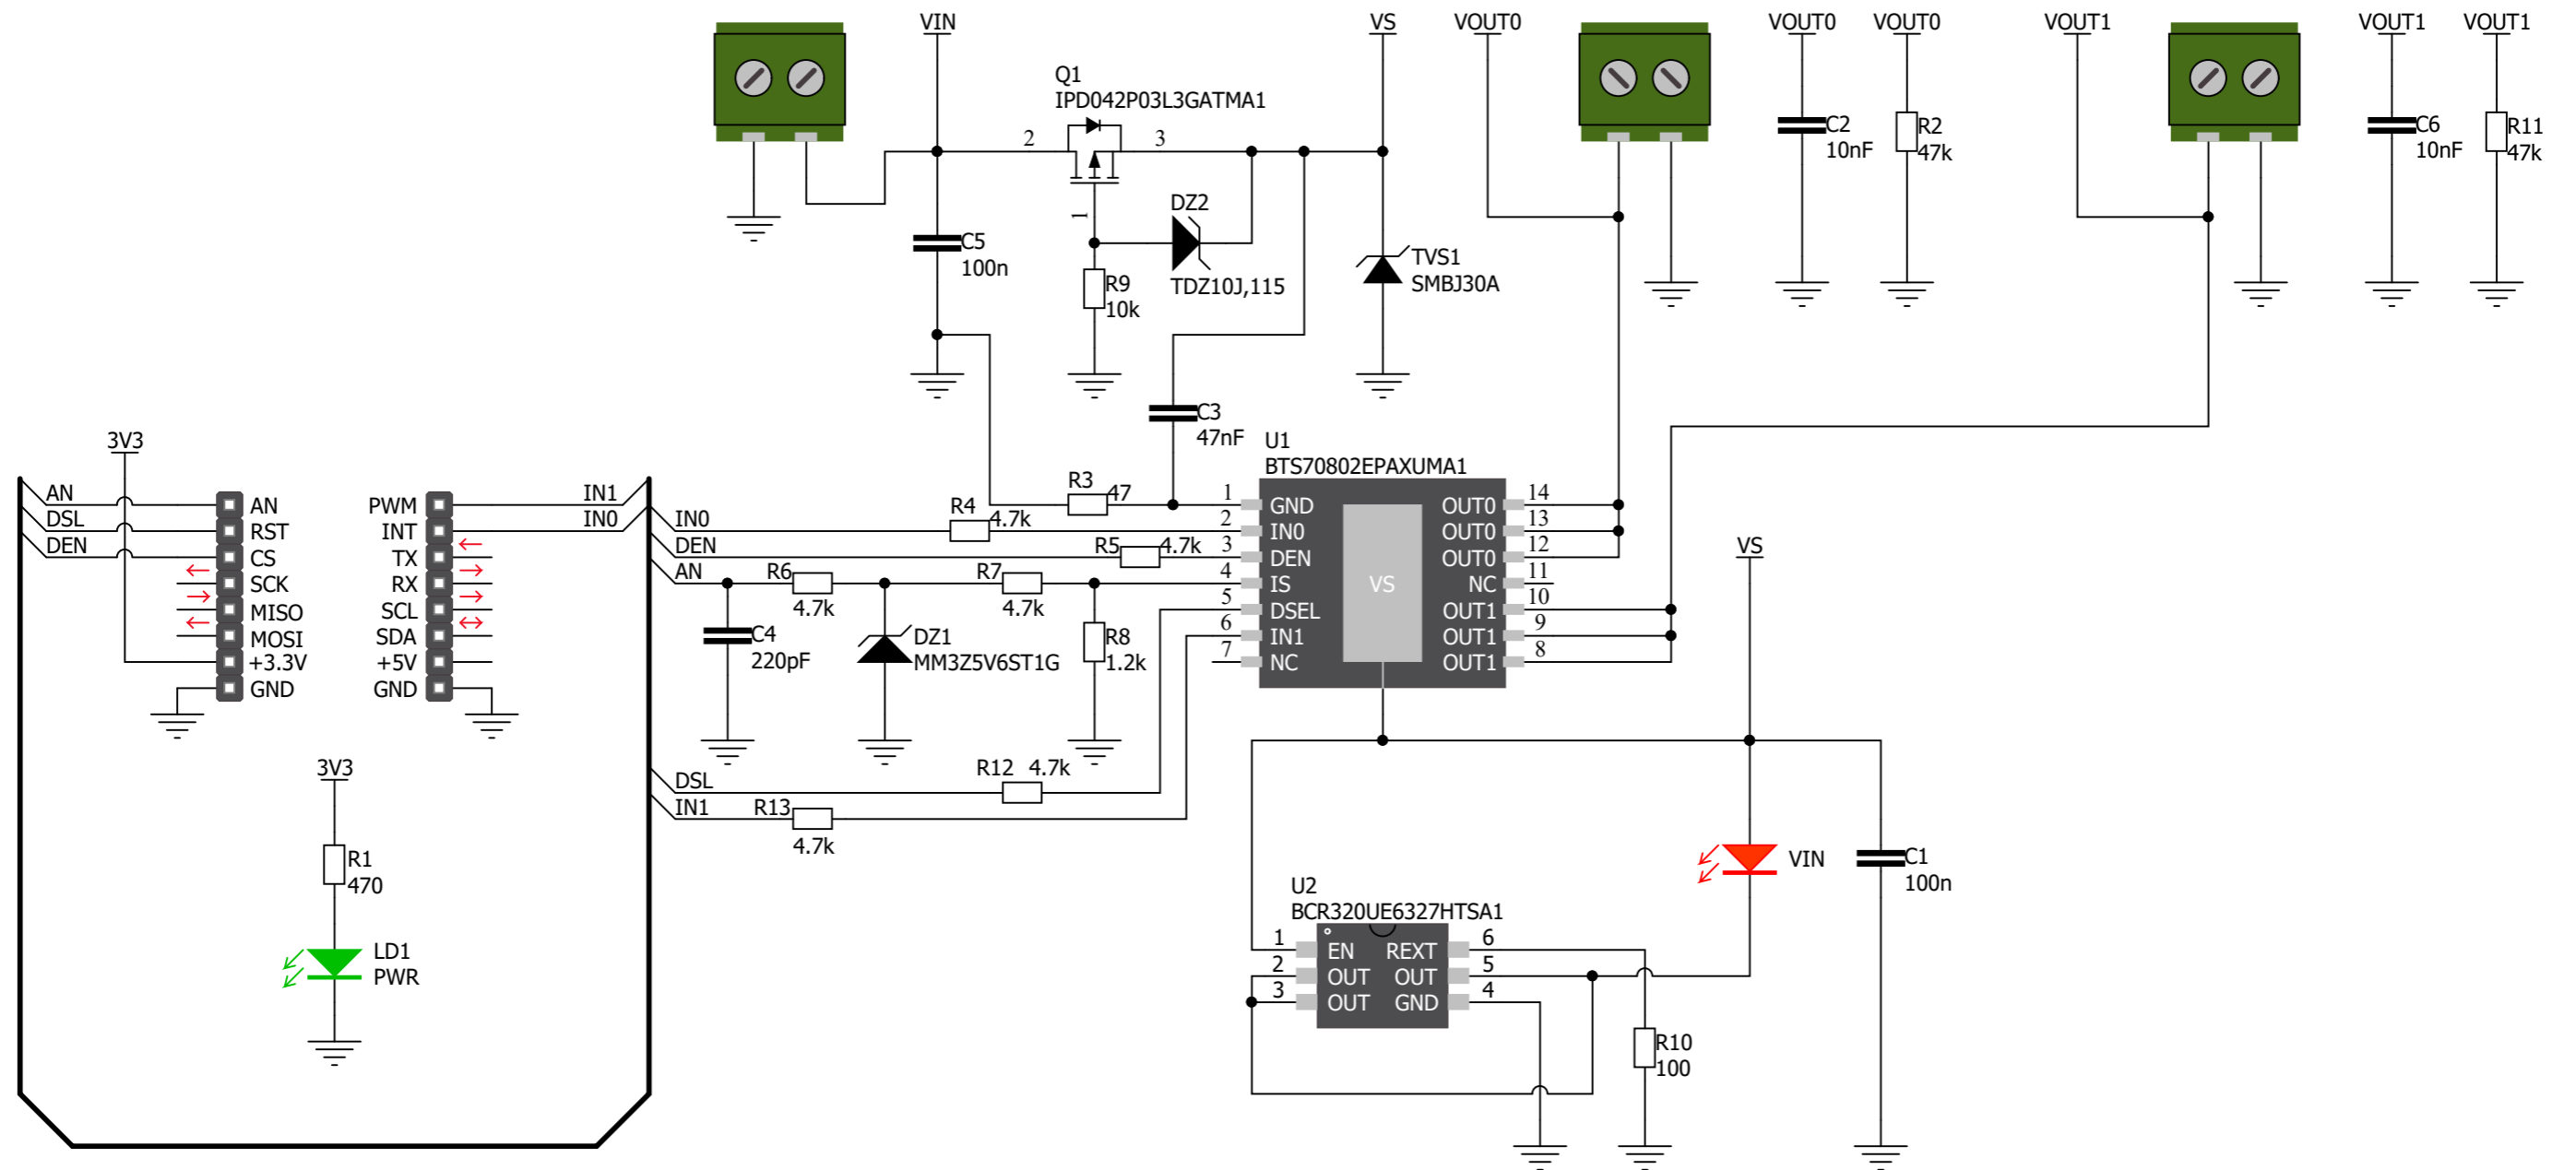 VIN
VS
VOUT0
VOUT0
VOUT0
VOUT1
VOUT1
VOUT1
Q1
IPD042P03L3GATMA1
2
3
1
C2
10nF
R2
47k
C6
10nF
R11
47k
DZ2
TDZ10J,115
C5
100n
R9
10k
TVS1
SMBJ30A
C3
47nF
3V3
AN
DSL
DEN
AN
RST
CS
SCK
MISO
MOSI
+3.3V
GND
PWM
INT
TX
RX
SCL
SDA
+5V
GND
IN1
IN0
IN0
DEN
AN
R3
47
R4
4.7k
R5
4.7k
R6
4.7k
R7
4.7k
C4
220pF
DZ1
MM3Z5V6ST1G
R8
1.2k
DSL
IN1
R12
4.7k
R13
4.7k
U1
BTS70802EPAXUMA1
1
2
3
4
5
6
7
GND
IN0
DEN
IS
DSEL
IN1
NC
VS
OUT0
OUT0
OUT0
NC
OUT1
OUT1
OUT1
14
13
12
11
10
9
8
VS
3V3
R1
470
LD1
PWR
VIN
C1
100n
U2
BCR320UE6327HTSA1
1
2
3
EN
OUT
OUT
REXT
OUT
GND
6
5
4
R10
100